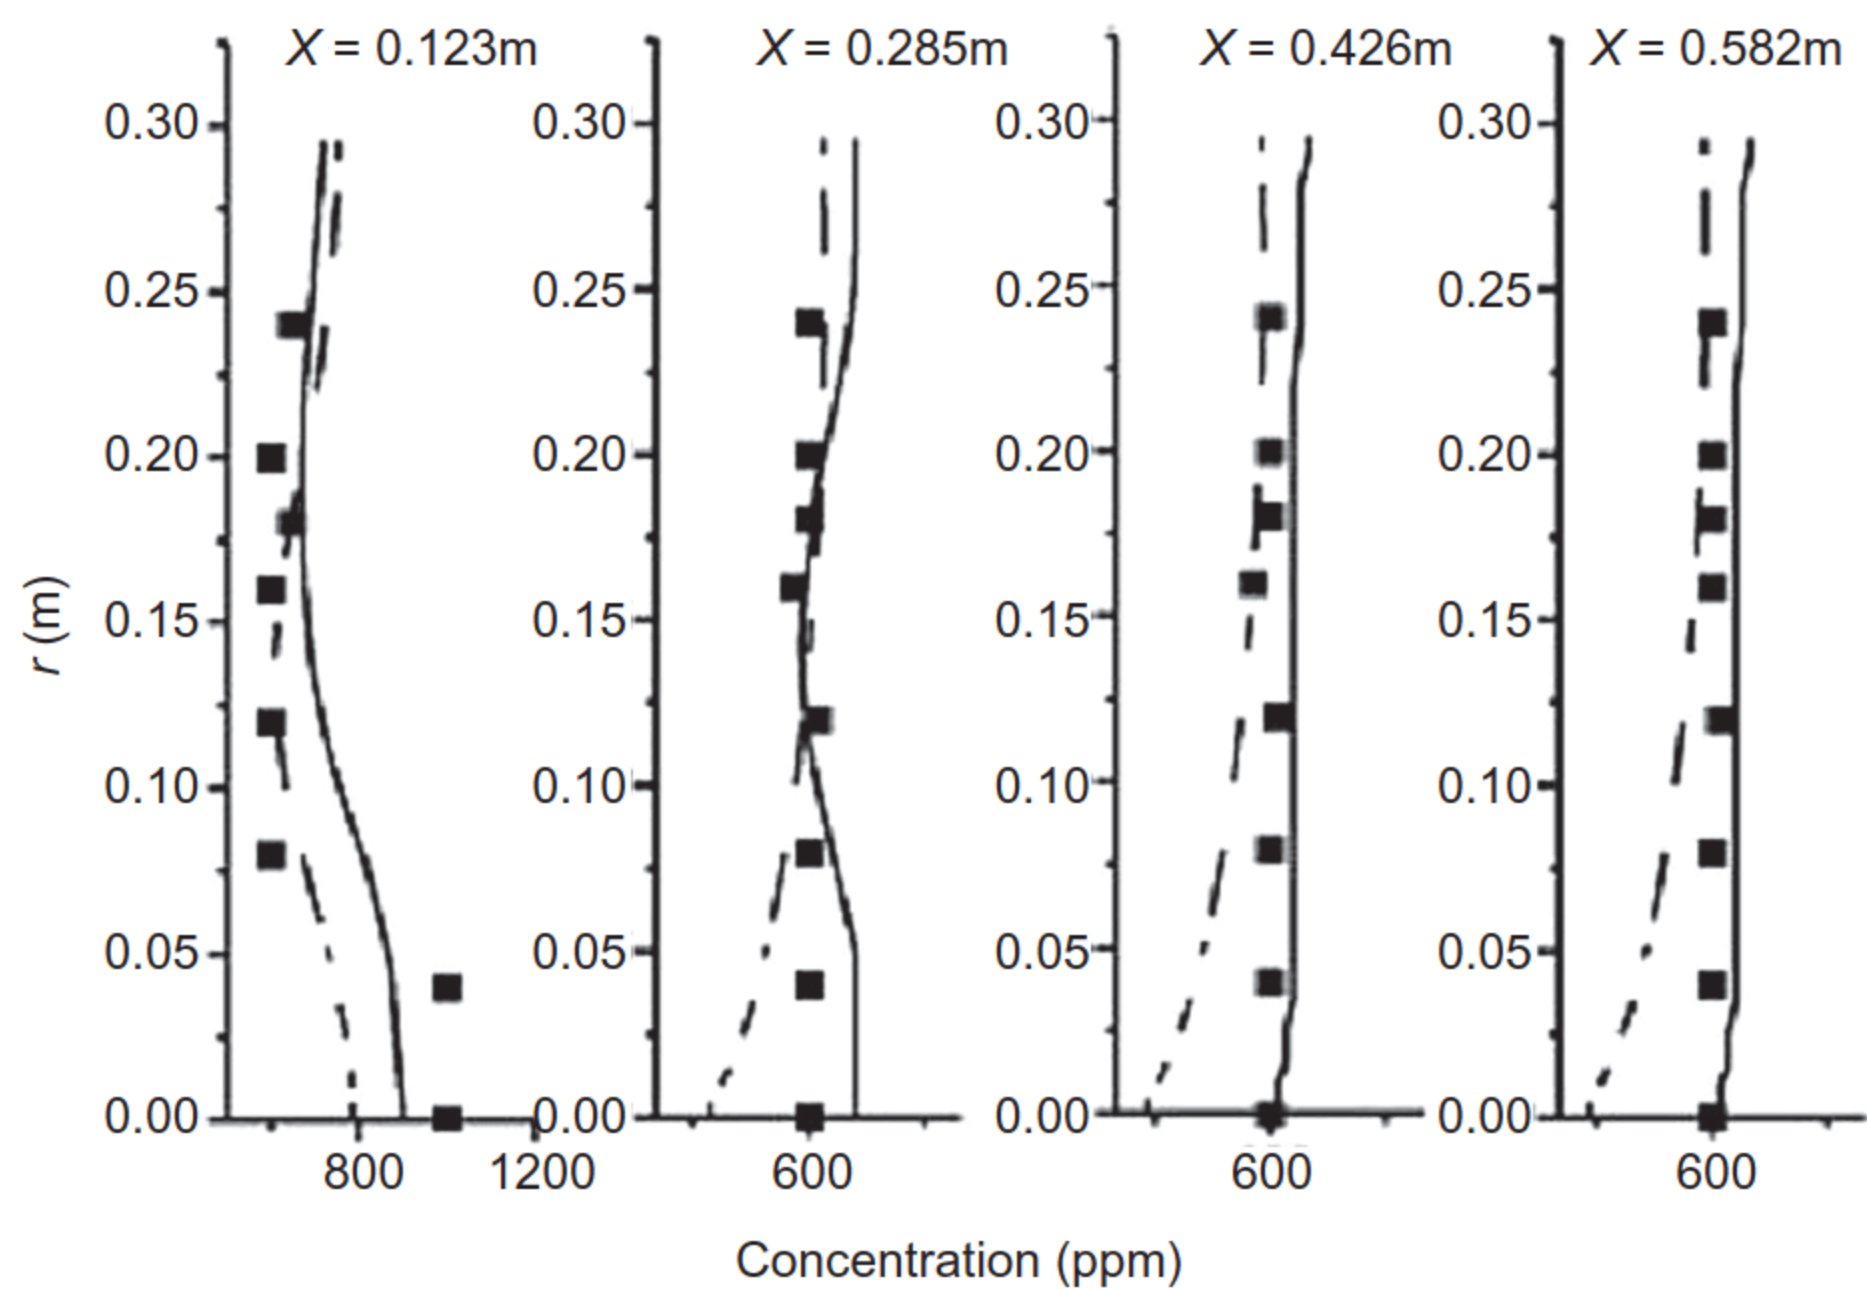 X = 0.123m X = 0.285m X = 0.426m X = 0.582m
0.30 0.30 0.30 0.30
0.25 0.25 0.25 0.25
0.20 0.20 0.20 0.20
r (m)
0.15 0.15 0.15 0.15
0.10 0.10 0.10 0.10
0.05 0.05 0.05 0.05
0.00 0.00 0.00 0.00
800 1200 600 600 600
Concentration (ppm)